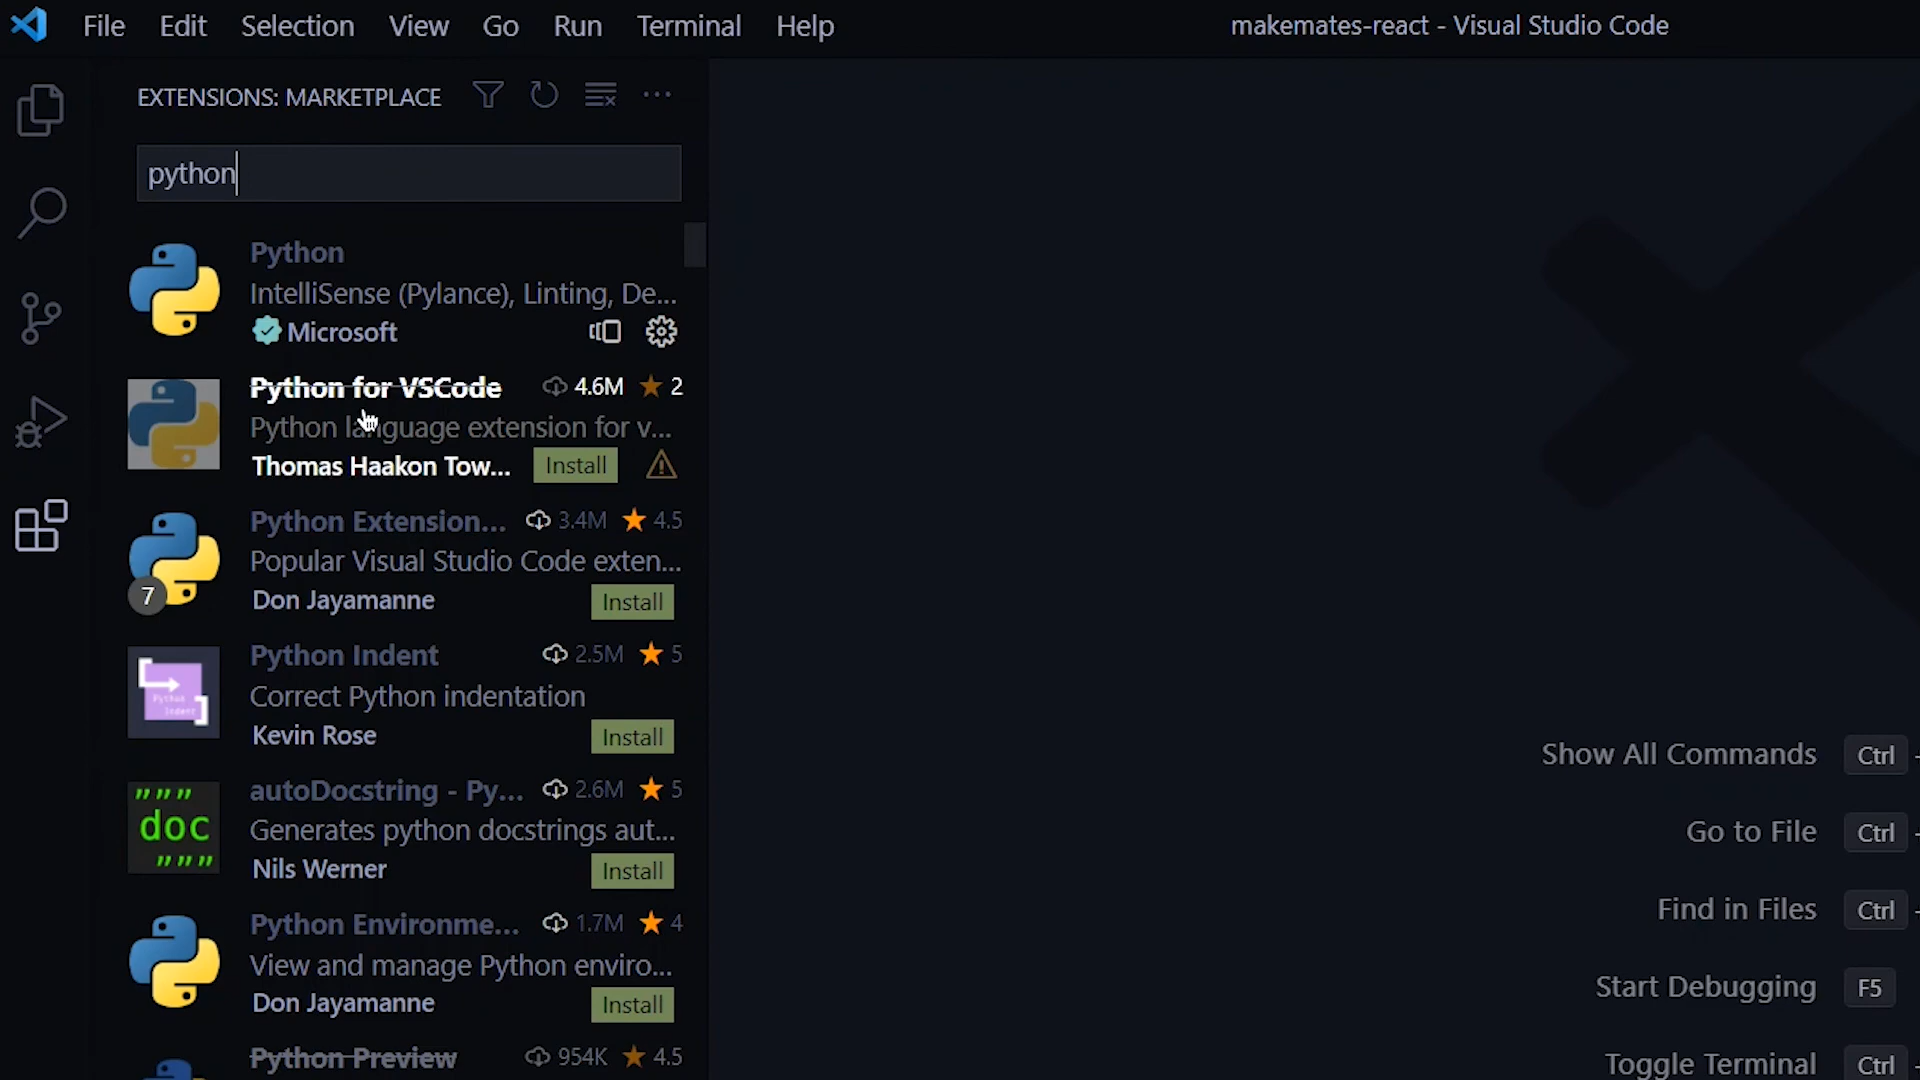 File Edit Selection View Go Run Terminal Help
makemates-react - Visual Studio Code
EXTENSIONS: MARKETPLACE
python
Python
IntelliSense (Pylance), Linting, De...
Microsoft
Python for VSCode 4.6M 2
Python language extension for v...
Thomas Haakon Tow... Install
Python Extension... 3.4M 4.5
Popular Visual Studio Code exten...
7
Don Jayamanne Install
Python Indent 2.5M 5
Python
Indent
Correct Python indentation
Kevin Rose Install
autoDocstring - Py... 2.6M 5
""" doc """
Generates python docstrings aut...
Nils Werner Install
Python Environme... 1.7M 4
View and manage Python enviro...
Don Jayamanne Install
Python Preview 954K 4.5
Show All Commands Ctrl
Go to File Ctrl
Find in Files Ctrl
Start Debugging F5
Toggle Terminal Ctrl